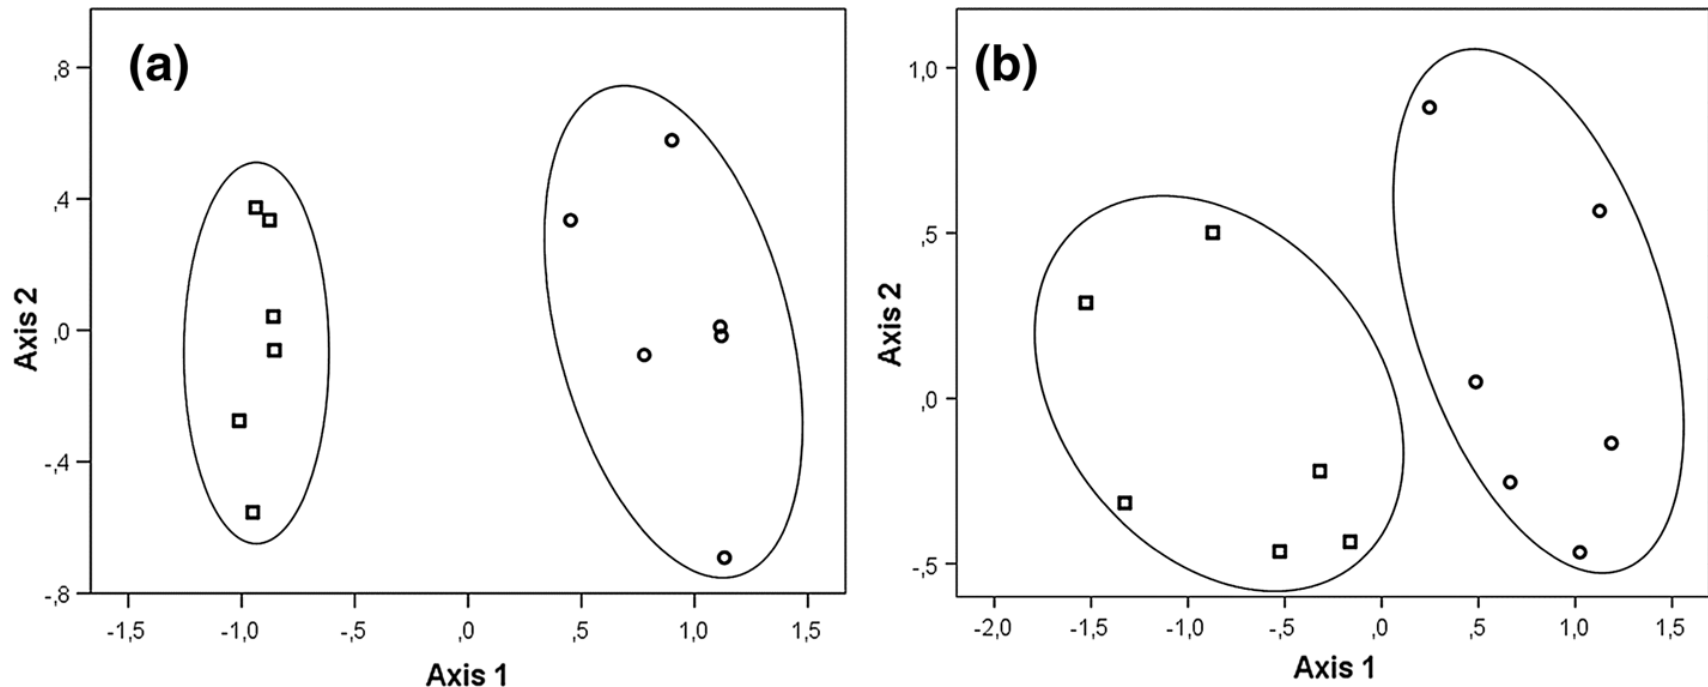 (a)
,8
,4
,0
-,4
-,8
Axis 2
-1,5 -1,0 -,5 ,0 ,5 1,0 1,5
Axis 1
(b)
1,0
,5
,0
-,5
Axis 2
-2,0 -1,5 -1,0 -,5 ,0 ,5 1,0 1,5
Axis 1